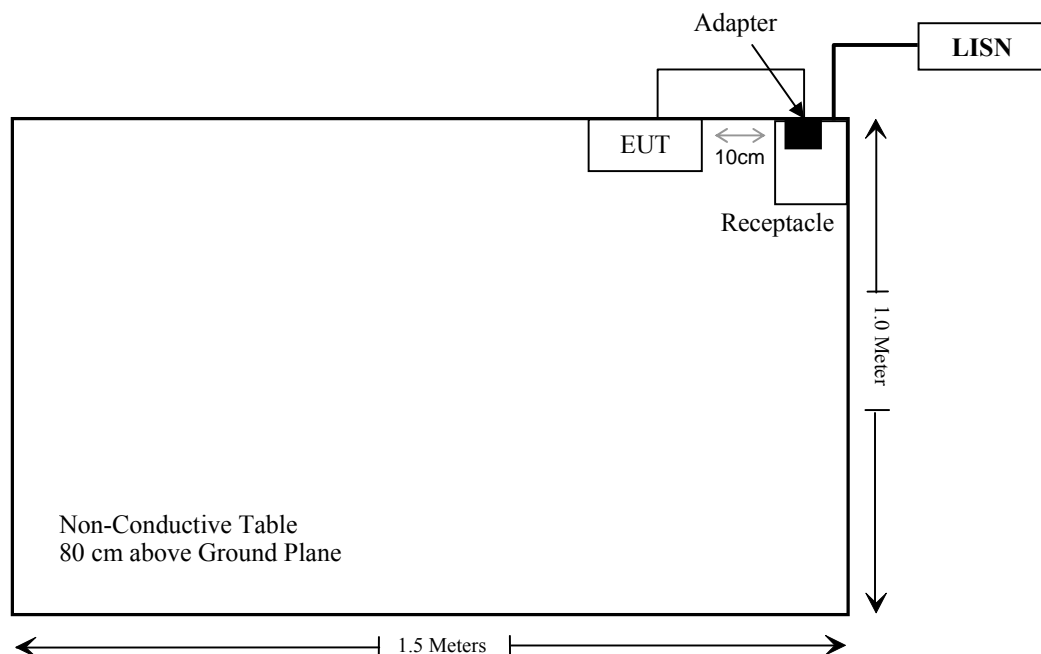 Adapter
LISN
EUT
10cm
Receptacle
1.0 Meter
Non-Conductive Table
80 cm above Ground Plane
1.5 Meters